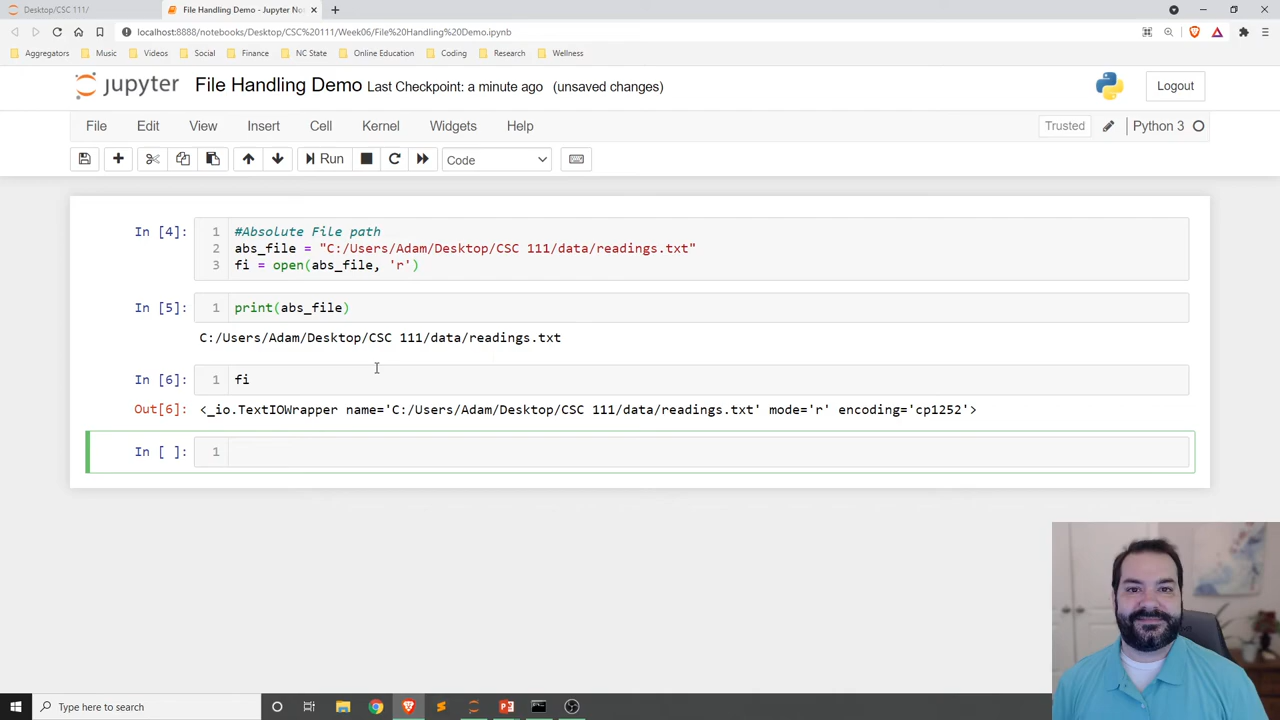 Desktop/CSC 111/
File Handling Demo - Jupyter No
localhost:8888/notebooks/Desktop/CSC%20111/Week06/File%20Handling%20Demo.ipynb
Aggregators Music Videos Social Finance NC State Online Education Coding Research Wellness
jupyter File Handling Demo Last Checkpoint: a minute ago (unsaved changes) Logout
File Edit View Insert Cell Kernel Widgets Help Trusted Python 3
Run Code
In [4]: 1 #Absolute File path
2 abs_file = "C:/Users/Adam/Desktop/CSC 111/data/readings.txt"
3 fi = open(abs_file, 'r')
In [5]: 1 print(abs_file)
C:/Users/Adam/Desktop/CSC 111/data/readings.txt
In [6]: 1 fi
Out[6]: <_io.TextIOWrapper name='C:/Users/Adam/Desktop/CSC 111/data/readings.txt' mode='r' encoding='cp1252'>
In [ ]: 1
Type here to search